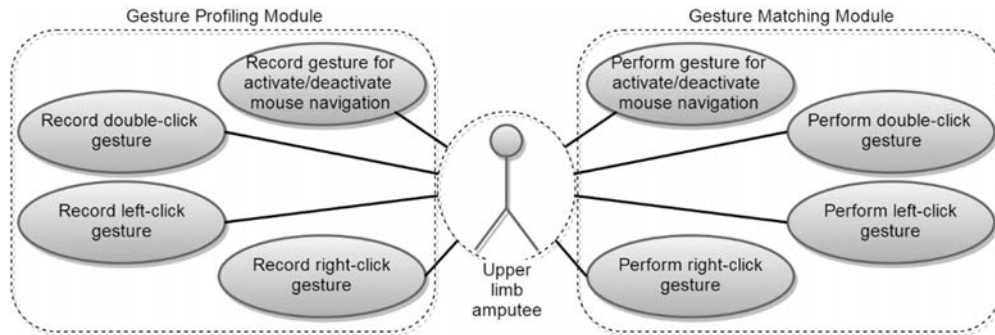 Gesture Profiling Module
Record gesture for
activate/deactivate
mouse navigation
Record double-click
gesture
Record left-click
gesture
Record right-click
gesture
Upper
limb
amputee
Gesture Matching Module
Perform gesture for
activate/deactivate
mouse navigation
Perform double-click
gesture
Perform left-click
gesture
Perform right-click
gesture